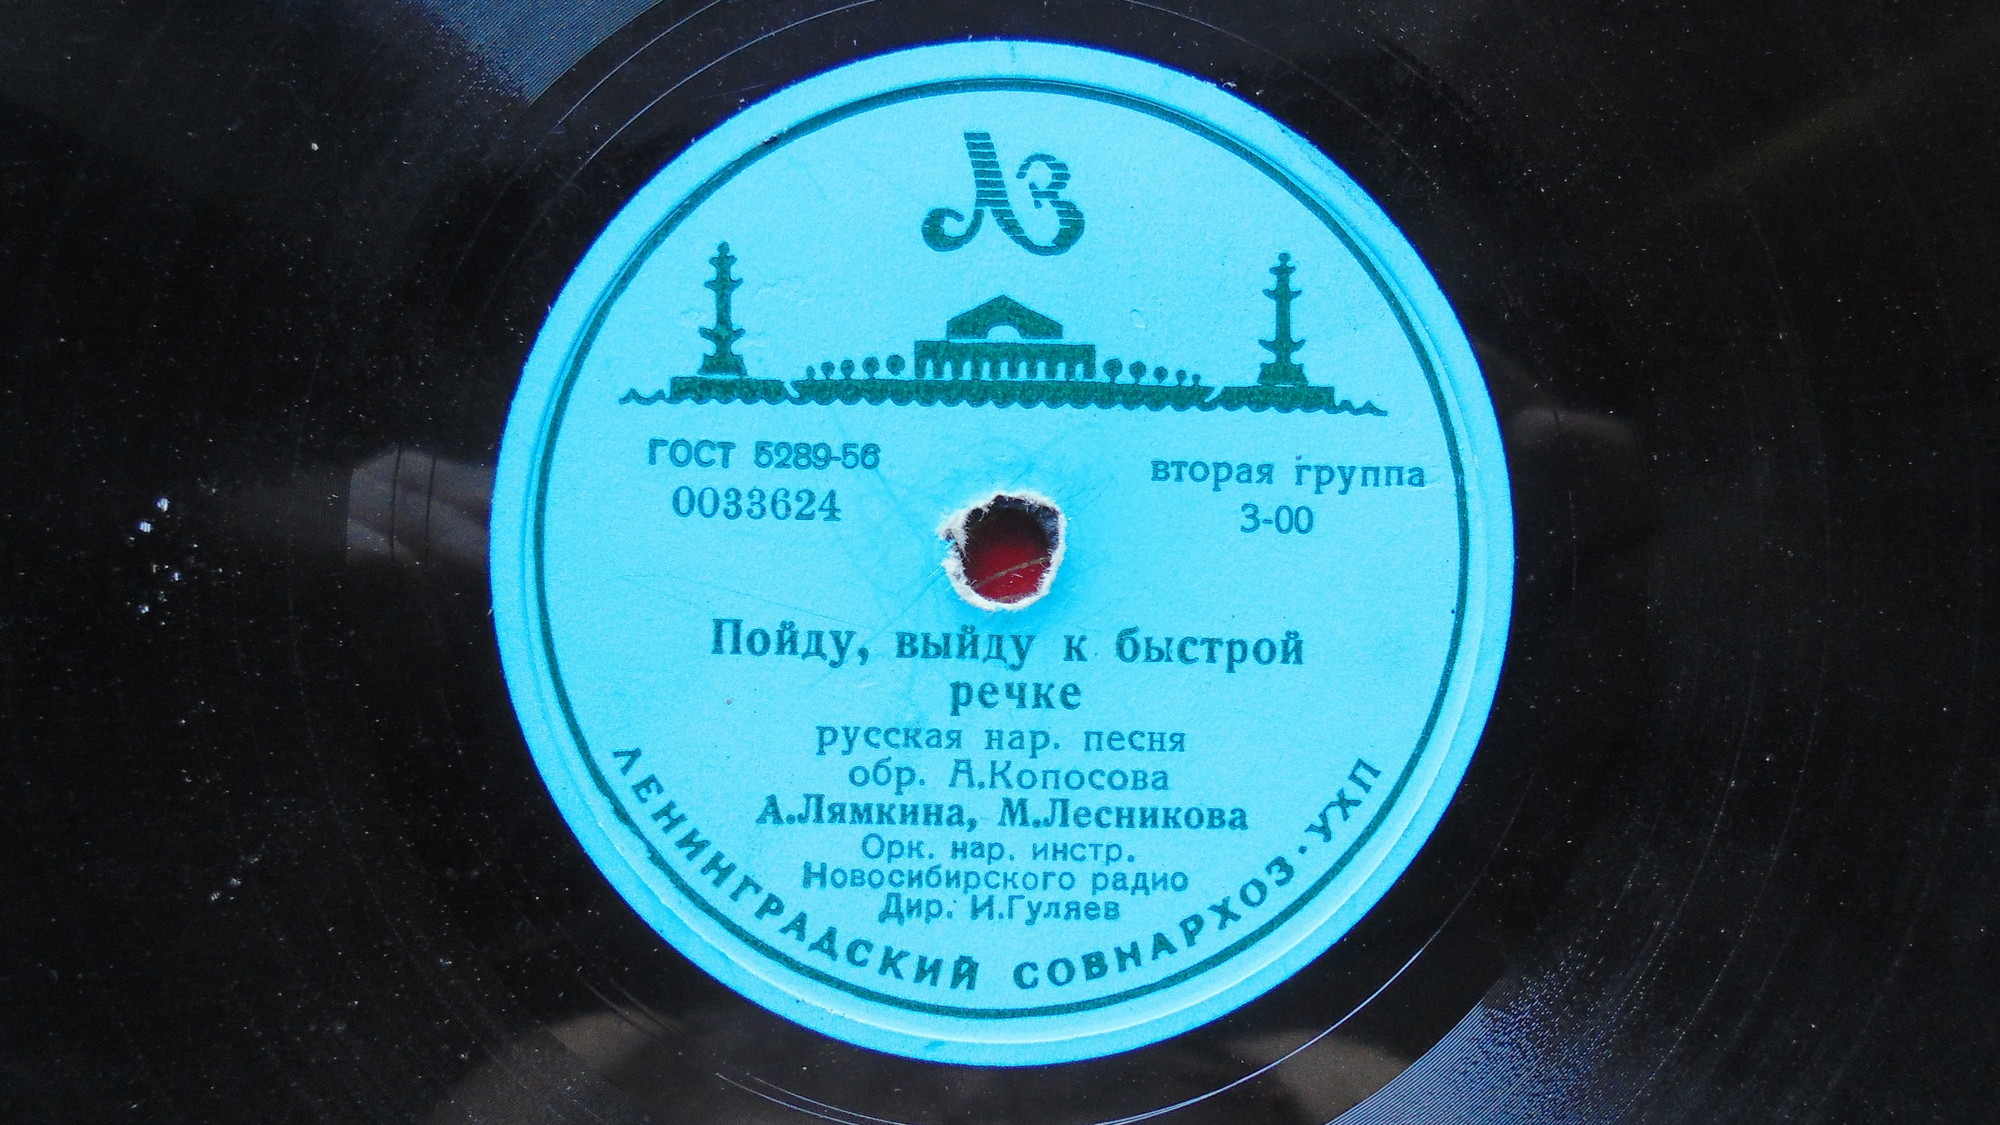 ЛЗ
ГОСТ 5289-56
0033624
вторая группа
3-00
Пойду, выйду к быстрой
речке
русская нар. песня
обр. А.Копосова
А.Лямкина, М.Лесникова
Орк. нар. инстр.
Новосибирского радио
Дир. И.Гуляев
ЛЕНИНГРАДСКИЙ СОВНАРХОЗ·УХП